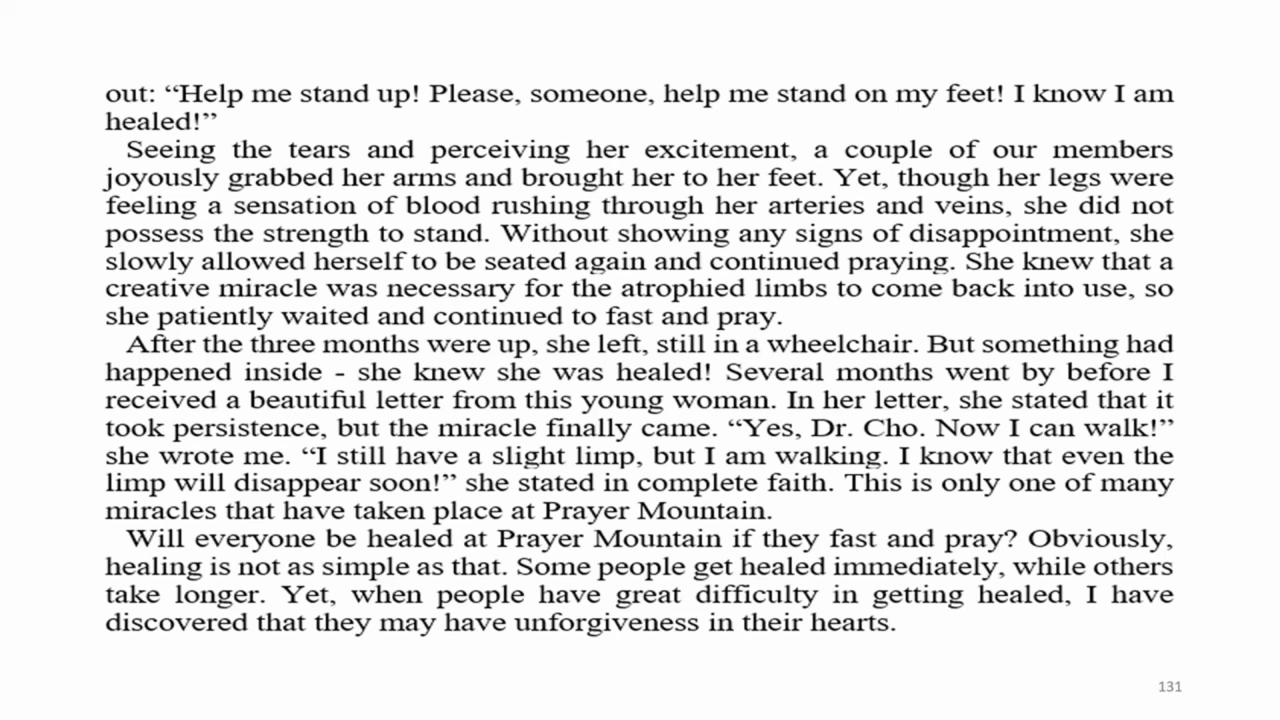 out: “Help me stand up! Please, someone, help me stand on my feet! I know I am
healed!”
Seeing the tears and perceiving her excitement, a couple of our members
joyously grabbed her arms and brought her to her feet. Yet, though her legs were
feeling a sensation of blood rushing through her arteries and veins, she did not
possess the strength to stand. Without showing any signs of disappointment, she
slowly allowed herself to be seated again and continued praying. She knew that a
creative miracle was necessary for the atrophied limbs to come back into use, so
she patiently waited and continued to fast and pray.
After the three months were up, she left, still in a wheelchair. But something had
happened inside - she knew she was healed! Several months went by before I
received a beautiful letter from this young woman. In her letter, she stated that it
took persistence, but the miracle finally came. “Yes, Dr. Cho. Now I can walk!”
she wrote me. “I still have a slight limp, but I am walking. I know that even the
limp will disappear soon!” she stated in complete faith. This is only one of many
miracles that have taken place at Prayer Mountain.
Will everyone be healed at Prayer Mountain if they fast and pray? Obviously,
healing is not as simple as that. Some people get healed immediately, while others
take longer. Yet, when people have great difficulty in getting healed, I have
discovered that they may have unforgiveness in their hearts.
131